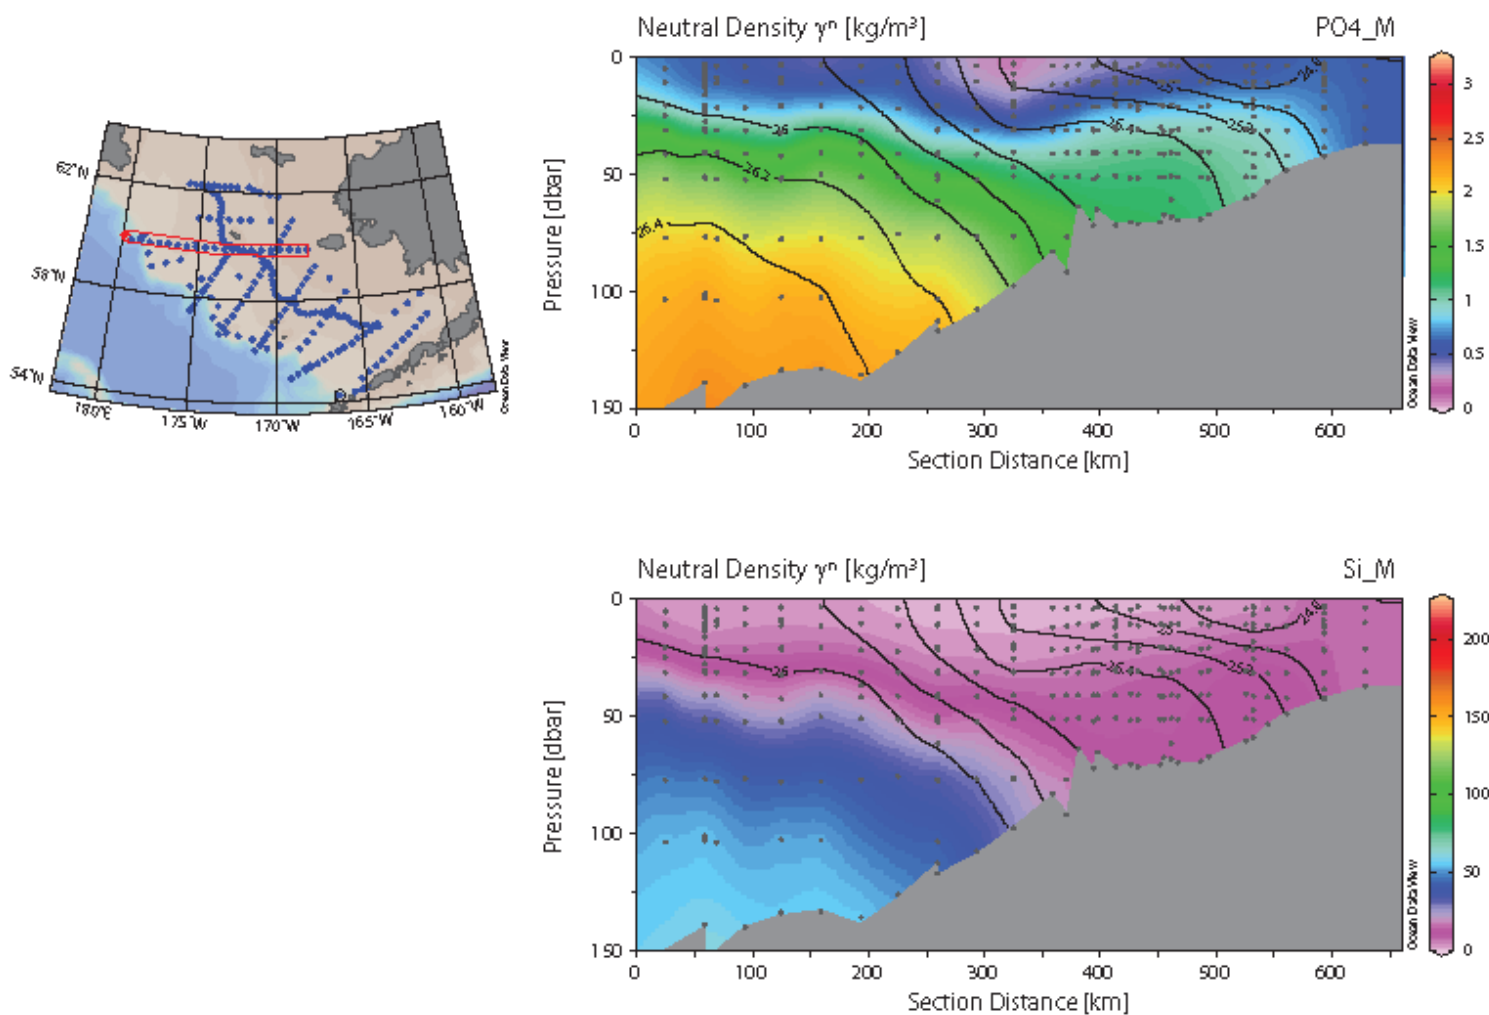 62°N
58°N
54°N
180°E
175°W
170°W
165°W
160°W
Ocean Data View
Neutral Density γⁿ [kg/m³]
PO4_M
Pressure [dbar]
0
50
100
150
26
26.2
26.4
25.4
25.2
25
24.8
0
100
200
300
400
500
600
Section Distance [km]
3
2.5
2
1.5
1
0.5
0
Ocean Data View
Neutral Density γⁿ [kg/m³]
Si_M
Pressure [dbar]
0
50
100
150
26
25.4
25.2
25
24.8
0
100
200
300
400
500
600
Section Distance [km]
200
150
100
50
0
Ocean Data View